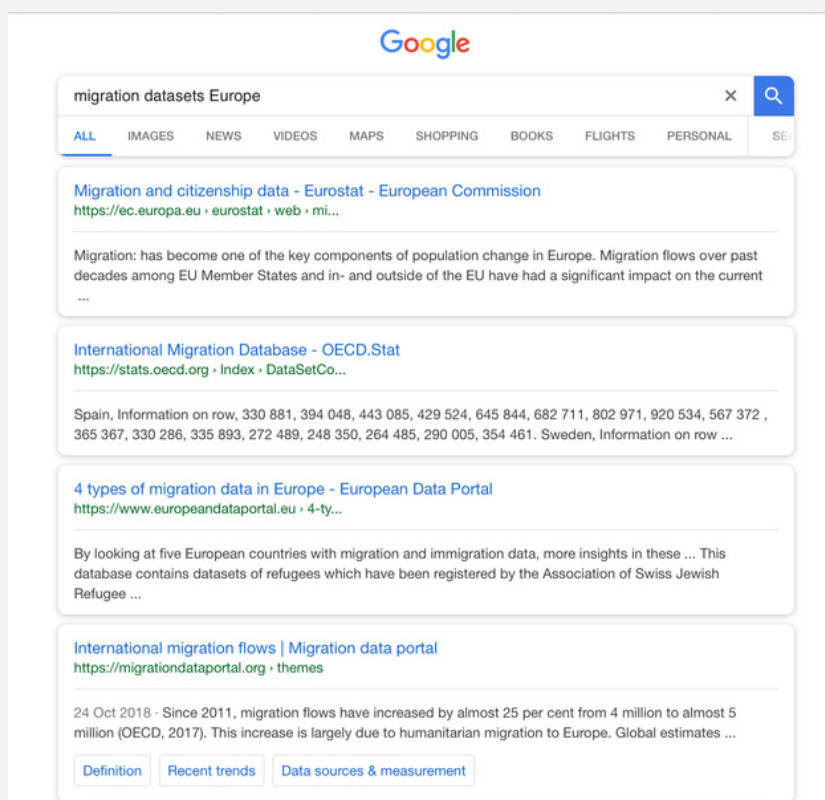 Google
migration datasets Europe
ALL IMAGES NEWS VIDEOS MAPS SHOPPING BOOKS FLIGHTS PERSONAL
Migration and citizenship data - Eurostat - European Commission
https://ec.europa.eu › eurostat › web › mi...
Migration: has become one of the key components of population change in Europe. Migration flows over past
decades among EU Member States and in- and outside of the EU have had a significant impact on the current
...
International Migration Database - OECD.Stat
https://stats.oecd.org › Index › DataSetCo...
Spain, Information on row, 330 881, 394 048, 443 085, 429 524, 645 844, 682 711, 802 971, 920 534, 567 372 ,
365 367, 330 286, 335 893, 272 489, 248 350, 264 485, 290 005, 354 461. Sweden, Information on row ...
4 types of migration data in Europe - European Data Portal
https://www.europeandataportal.eu › 4-ty...
By looking at five European countries with migration and immigration data, more insights in these ... This
database contains datasets of refugees which have been registered by the Association of Swiss Jewish
Refugee ...
International migration flows | Migration data portal
https://migrationdataportal.org › themes
24 Oct 2018 · Since 2011, migration flows have increased by almost 25 per cent from 4 million to almost 5
million (OECD, 2017). This increase is largely due to humanitarian migration to Europe. Global estimates ...
Definition Recent trends Data sources & measurement